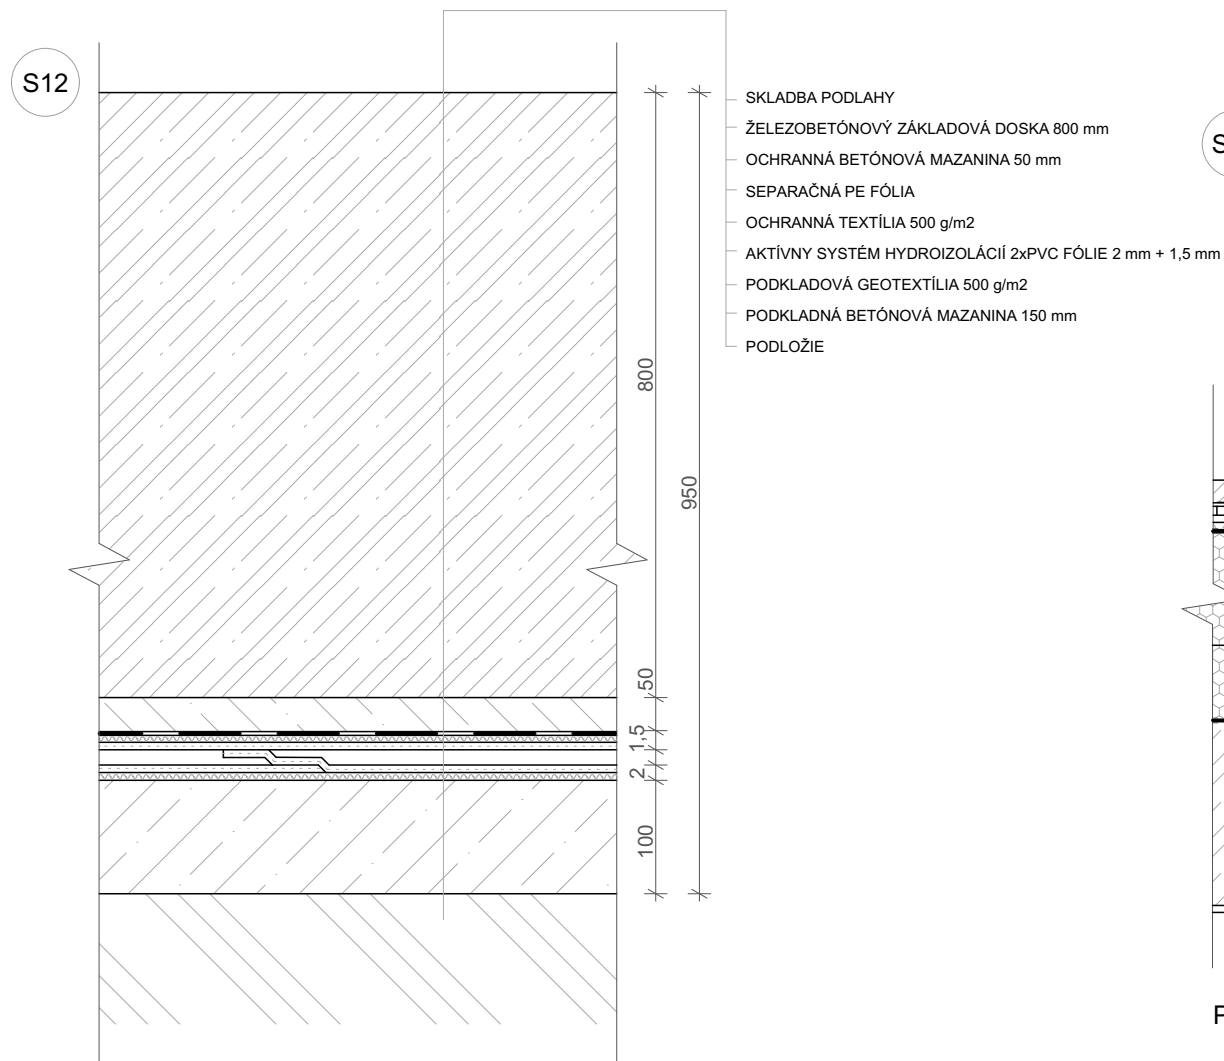 S12
SKLADBA PODLAHY
ŽELEZOBETÓNOVÝ ZÁKLADOVÁ DOSKA 800 mm
OCHRANNÁ BETÓNOVÁ MAZANINA 50 mm
SEPARAČNÁ PE FÓLIA
OCHRANNÁ TEXTÍLIA 500 g/m2
AKTÍVNY SYSTÉM HYDROIZOLÁCIÍ 2xPVC FÓLIE 2 mm + 1,5 mm
PODKLADOVÁ GEOTEXTÍLIA 500 g/m2
PODKLADNÁ BETÓNOVÁ MAZANINA 150 mm
PODLOŽIE
800
950
50
1,5
2
100